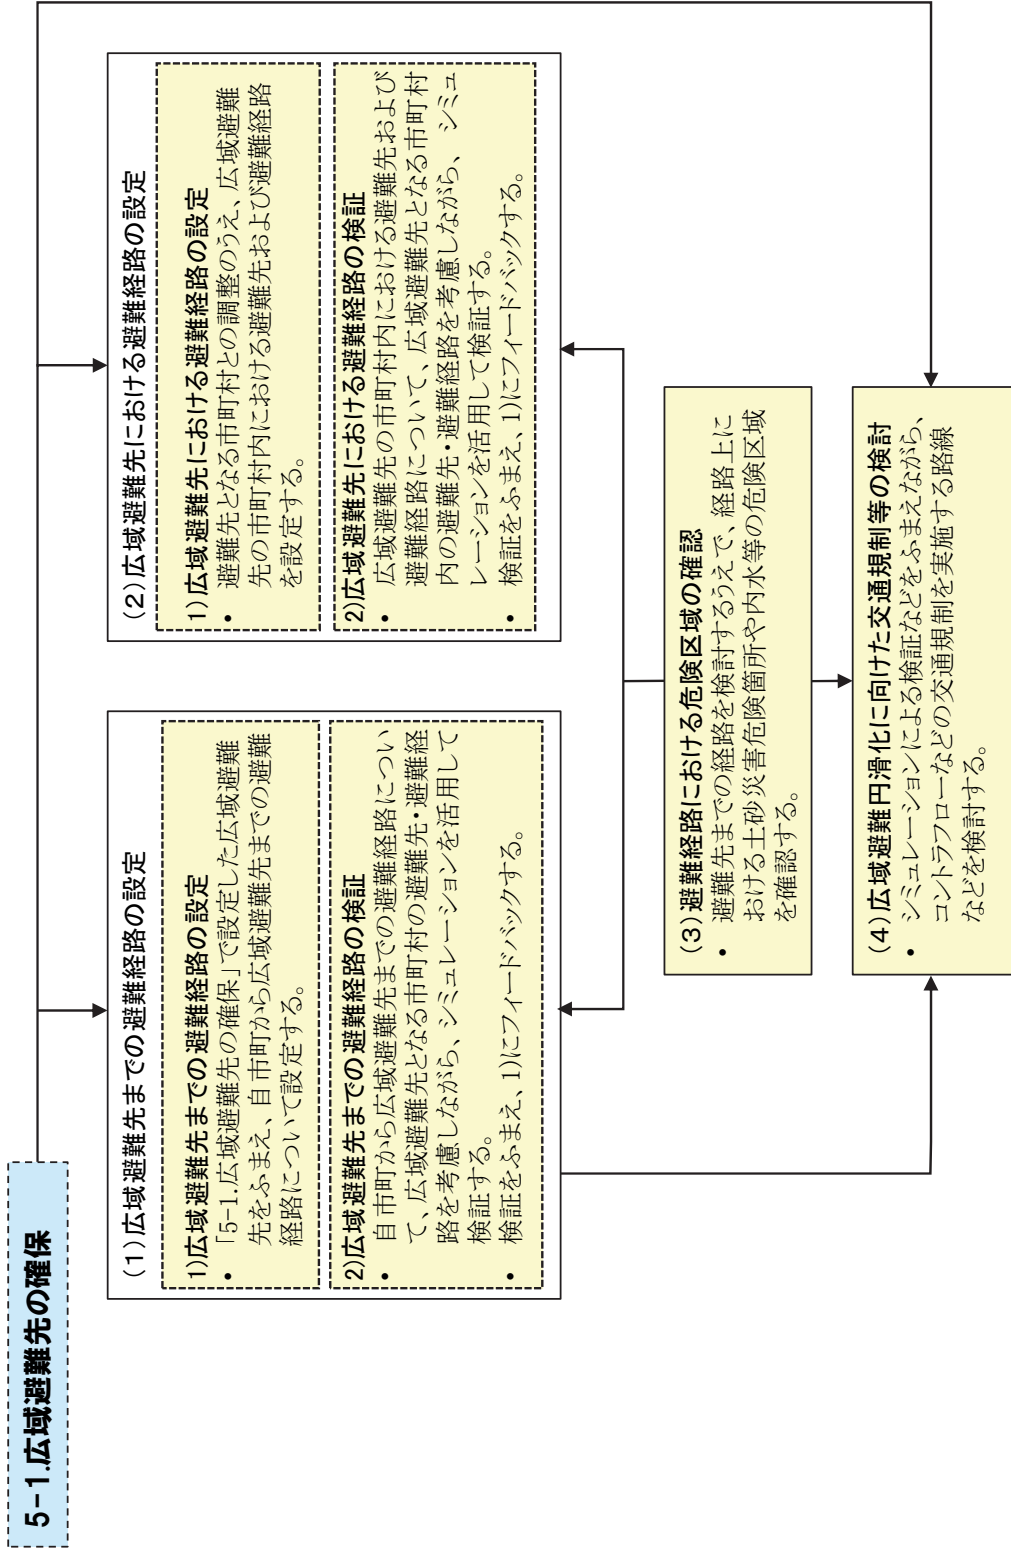 5-1.広域避難先の確保
(1)広域避難先までの避難経路の設定
1)広域避難先までの避難経路の設定
• 「5-1.広域避難先の確保」で設定した広域避難
先をふまえ、自市町から広域避難先までの避難
経路について設定する。
2)広域避難先までの避難経路の検証
• 自市町から広域避難先までの避難経路につい
て、広域避難先となる市町村の避難先・避難経
路を考慮しながら、シミュレーションを活用して
検証する。
• 検証をふまえ、1)にフィードバックする。
(2)広域避難先における避難経路の設定
1)広域避難先における避難経路の設定
• 避難先となる市町村との調整のうえ、広域避難
先の市町村内における避難先および避難経路
を設定する。
2)広域避難先における避難経路の検証
• 広域避難先の市町村内における避難先および
避難経路について、広域避難先となる市町村
内の避難先・避難経路を考慮しながら、シミュ
レーションを活用して検証する。
• 検証をふまえ、1)にフィードバックする。
(3)避難経路における危険区域の確認
• 避難先までの経路を検討するうえで、経路上に
おける土砂災害危険箇所や内水等の危険区域
を確認する。
(4)広域避難円滑化に向けた交通規制等の検討
• シミュレーションによる検証などをふまえながら、
コントラフローなどの交通規制を実施する路線
などを検討する。